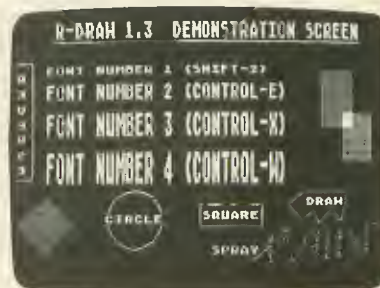 R-DRAW 1.3 DEMONSTRATION SCREEN
FONT NUMBER 1 (SHIFT-2)
FONT NUMBER 2 (CONTROL-E)
FONT NUMBER 3 (CONTROL-X)
FONT NUMBER 4 (CONTROL-W)
CIRCLE
SQUARE
DRAW
SPRAY